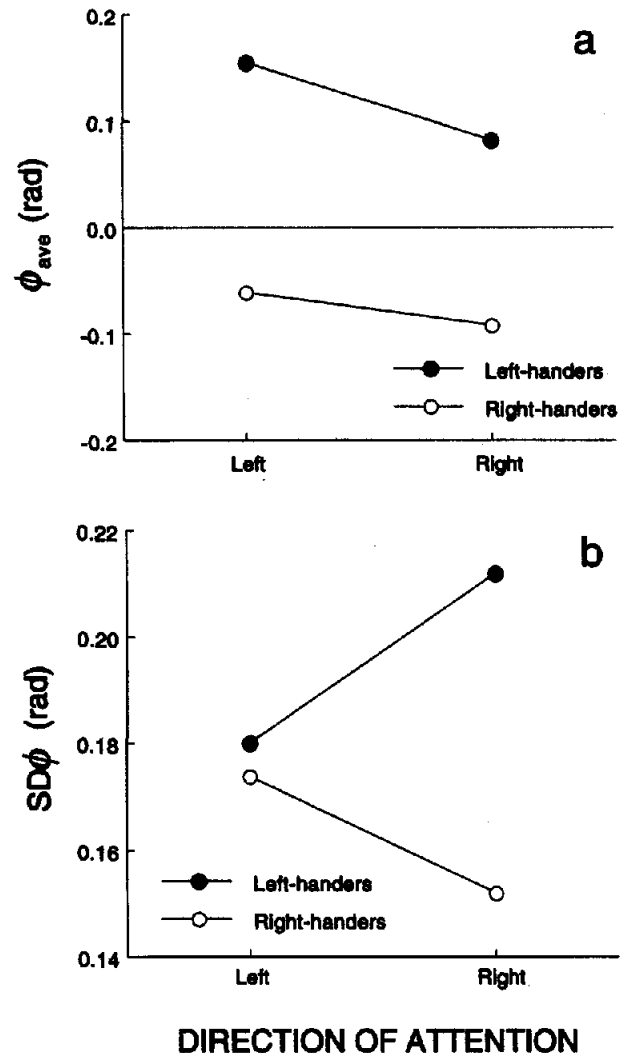 a
0.2
0.1
0.0
-0.1
-0.2
ϕave (rad)
Left-handers
Right-handers
Left Right
b
0.22
0.20
0.18
0.16
0.14
SDϕ (rad)
Left-handers
Right-handers
Left Right
DIRECTION OF ATTENTION